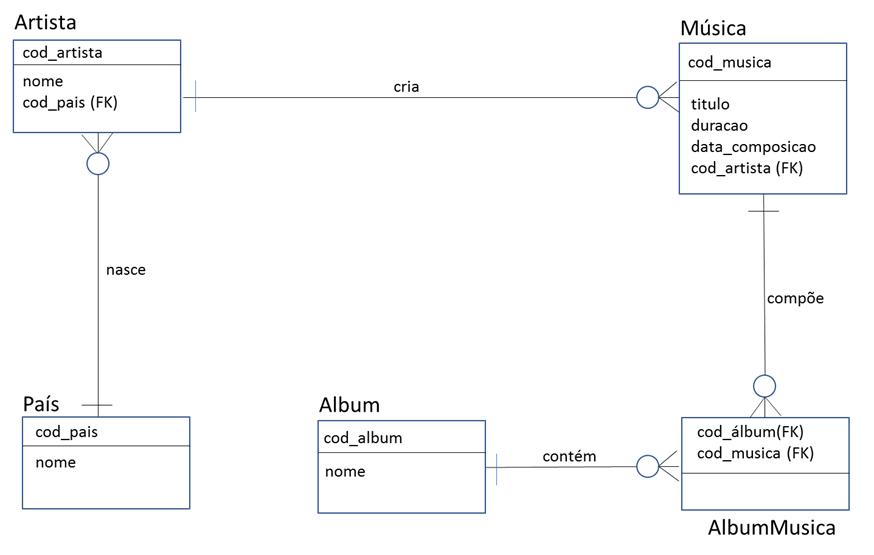 Artista
cod_artista
nome
cod_pais (FK)
cria
Música
cod_musica
titulo
duracao
data_composicao
cod_artista (FK)
nasce
compõe
País
cod_pais
nome
Album
cod_album
nome
contém
cod_álbum(FK)
cod_musica (FK)
AlbumMusica